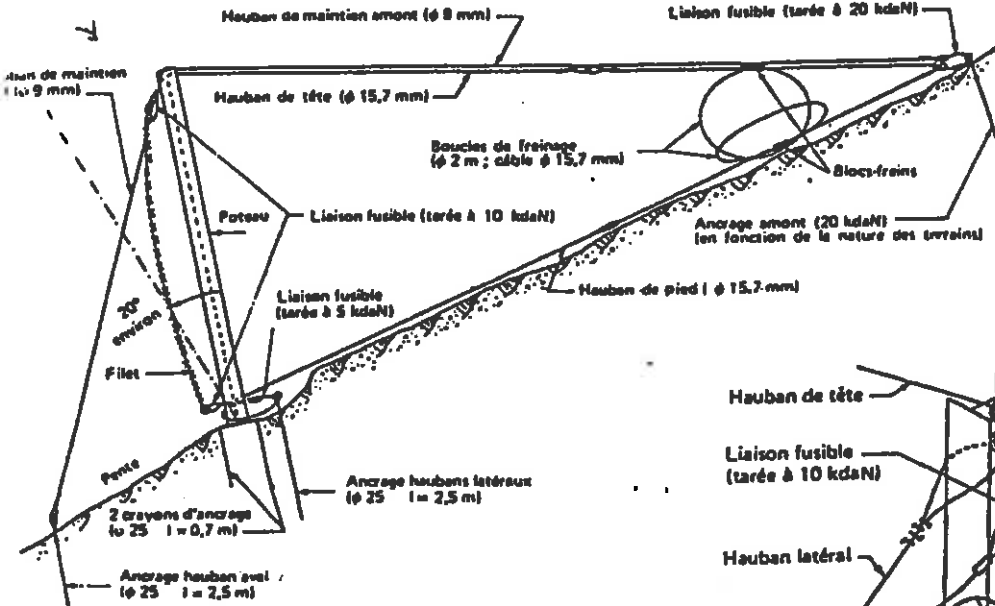 Hauban de maintien amont (ϕ 9 mm)
Liaison fusible (tarée à 20 kdaN)
de maintien
9 mm)
Hauban de tête (ϕ 15,7 mm)
Boucles de freinage
(ϕ 2 m ; câble ϕ 15,7 mm)
Blocs-freins
Poteau
Liaison fusible (tarée à 10 kdaN)
Ancrage amont (20 kdaN)
(en fonction de la nature des terrains)
Liaison fusible
(tarée à 5 kdaN)
Hauban de pied ( ϕ 15,7 mm)
20°
environ
Filet
Hauban de tête
Liaison fusible
(tarée à 10 kdaN)
Pente
Ancrage haubans latéraux
(ϕ 25 l = 2,5 m)
2 crayons d'ancrage
(ϕ 25 l = 0,7 m)
Hauban latéral
Ancrage hauban aval
(ϕ 25 l = 2,5 m)